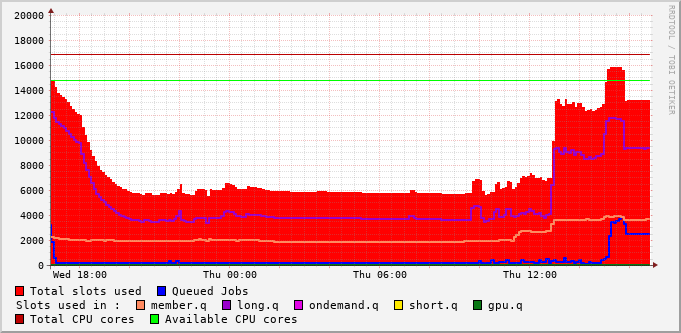 20000
18000
16000
14000
12000
10000
8000
6000
4000
2000
0
Wed 18:00 Thu 00:00 Thu 06:00 Thu 12:00
RRDTOOL / TOBI OETIKER
Total slots used Queued Jobs
Slots used in : member.q long.q ondemand.q short.q gpu.q
Total CPU cores Available CPU cores